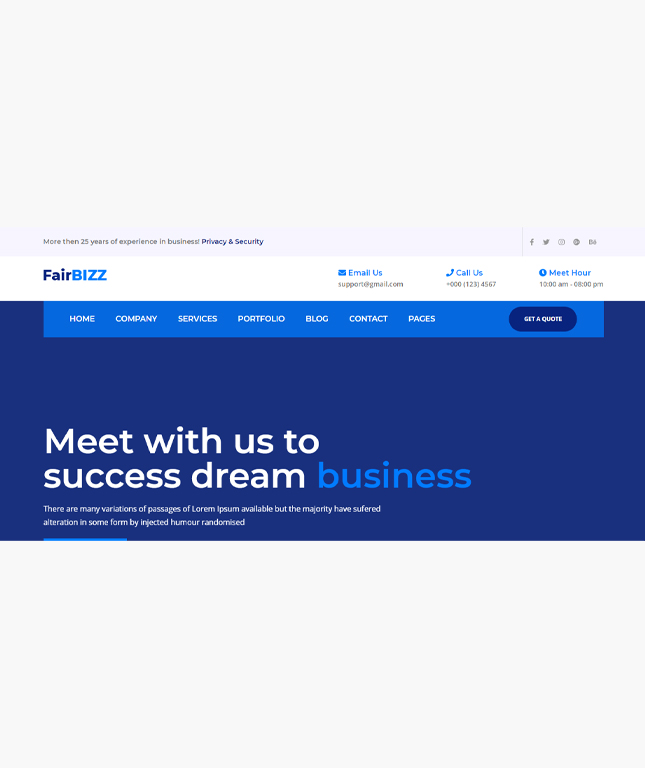 More then 25 years of experience in business! Privacy & Security
FairBIZZ
Email Us
support@gmail.com
Call Us
+000 (123) 4567
Meet Hour
10:00 am - 08:00 pm
HOME COMPANY SERVICES PORTFOLIO BLOG CONTACT PAGES GET A QUOTE
Meet with us to
success dream business
There are many variations of passages of Lorem Ipsum available but the majority have sufered
alteration in some form by injected humour randomised